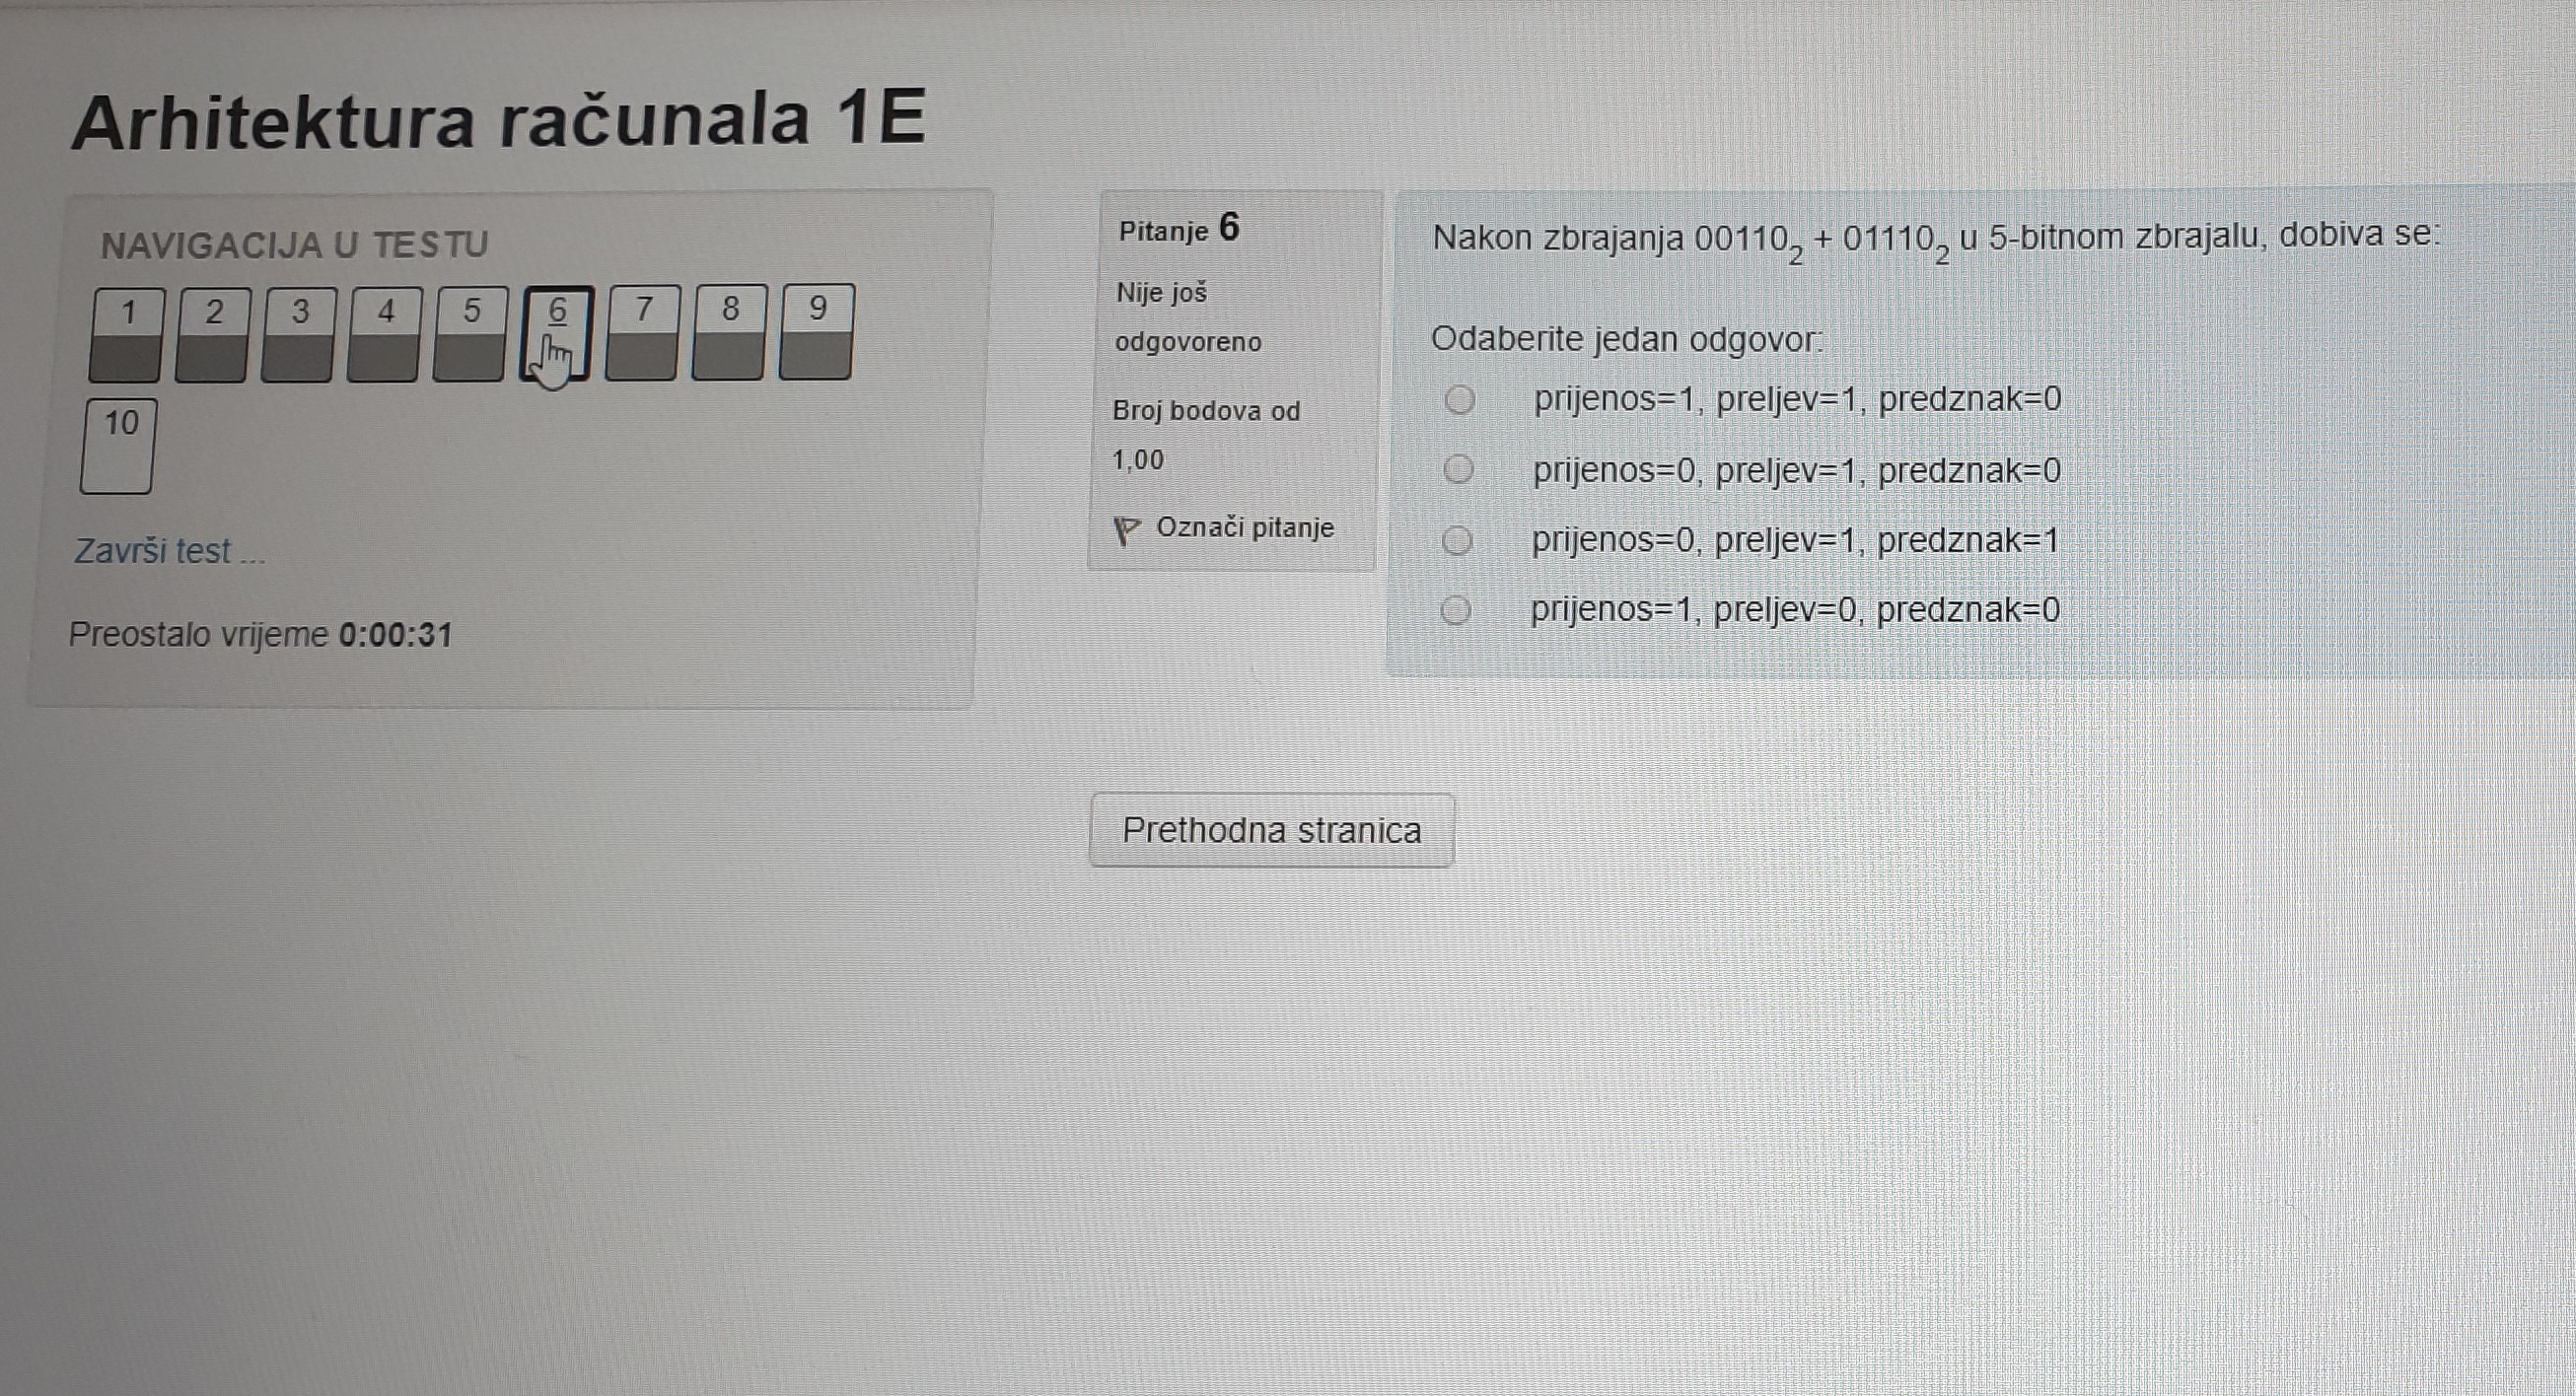 Arhitektura računala 1E
NAVIGACIJA U TESTU
1 2 3 4 5 6 7 8 9
10
Završi test ...
Preostalo vrijeme 0:00:31
Pitanje 6
Nije još
odgovoreno
Broj bodova od
1,00
Označi pitanje
Nakon zbrajanja 00110₂ + 01110₂ u 5-bitnom zbrajalu, dobiva se:
Odaberite jedan odgovor:
prijenos=1, preljev=1, predznak=0
prijenos=0, preljev=1, predznak=0
prijenos=0, preljev=1, predznak=1
prijenos=1, preljev=0, predznak=0
Prethodna stranica